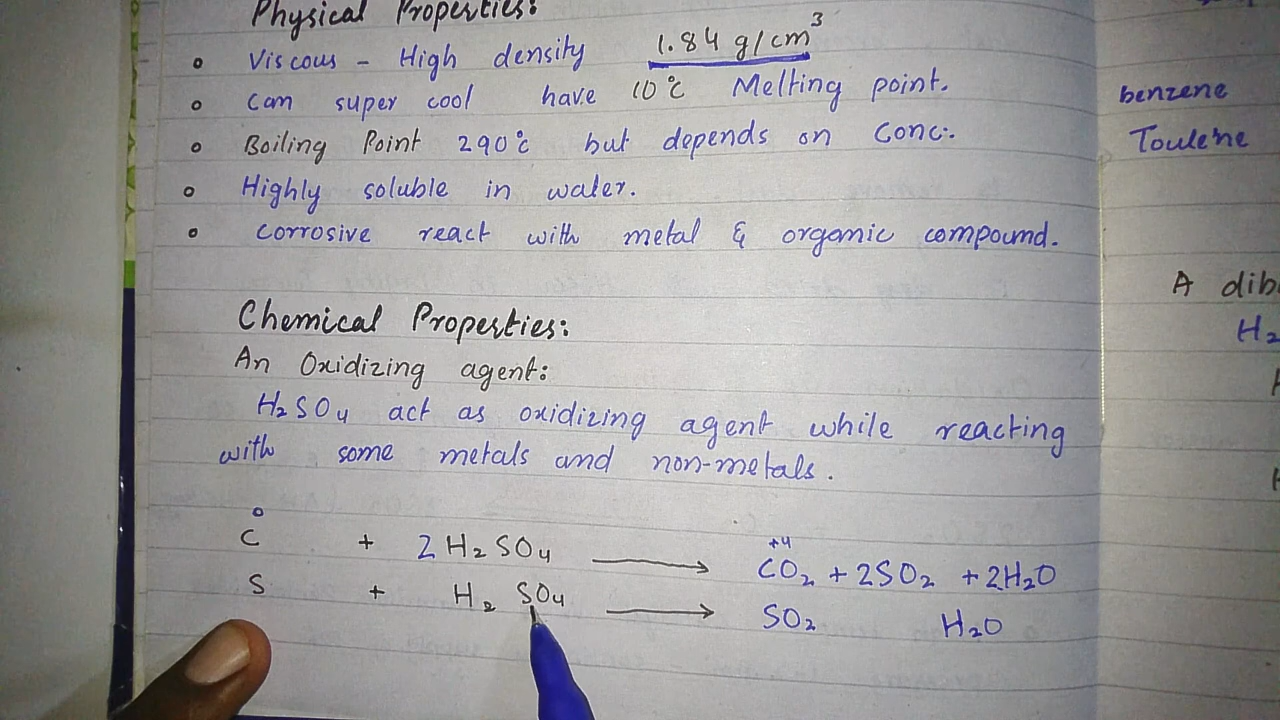 Physical Properties:
• Viscous - High density 1.84 g/cm³
• Can super cool have 10°C Melting point.
• Boiling Point 290°C but depends on Conc:.
• Highly soluble in water.
• Corrosive react with metal & organic compound.
Chemical Properties:
An Oxidizing agent:
H₂SO₄ act as oxidizing agent while reacting
with some metals and non-metals.
0 +4
C + 2H₂SO₄ ⟶ CO₂ + 2SO₂ + 2H₂O
S + H₂SO₄ ⟶ SO₂ H₂O
benzene
Toulene
A dib
H₂